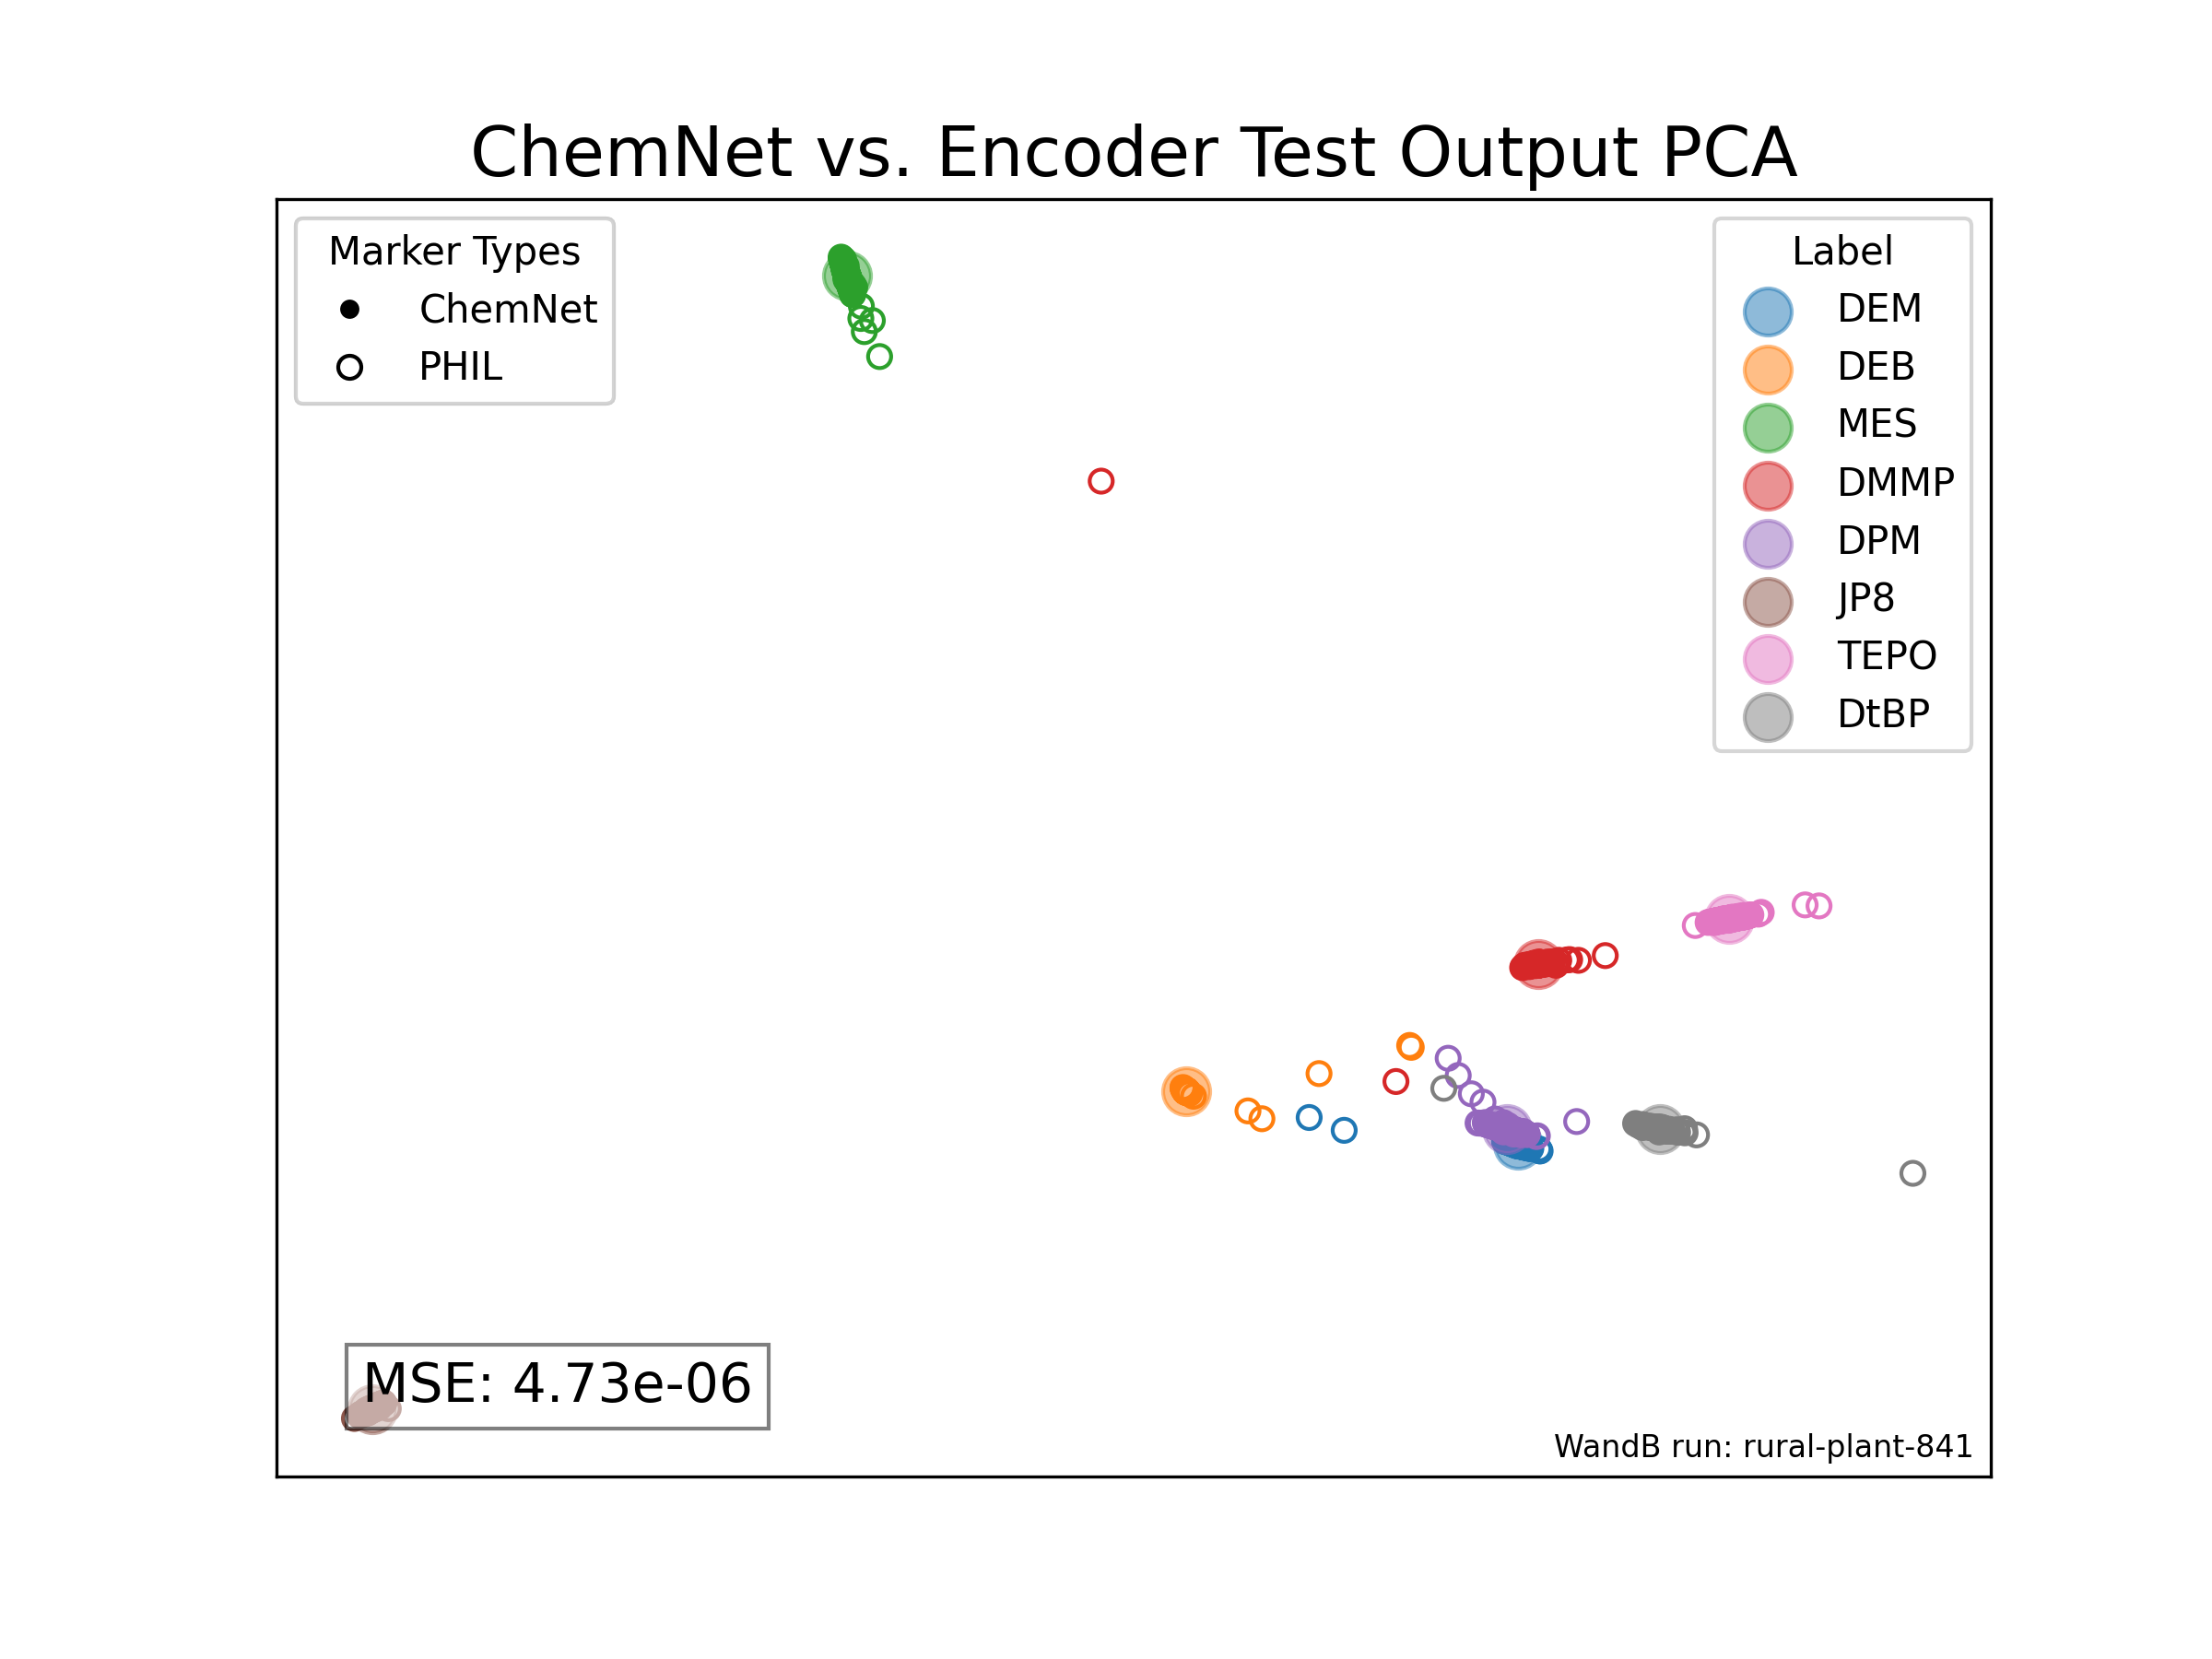 ChemNet vs. Encoder Test Output PCA
Marker Types
ChemNet
PHIL
Label
DEM
DEB
MES
DMMP
DPM
JP8
TEPO
DtBP
MSE: 4.73e-06
WandB run: rural-plant-841